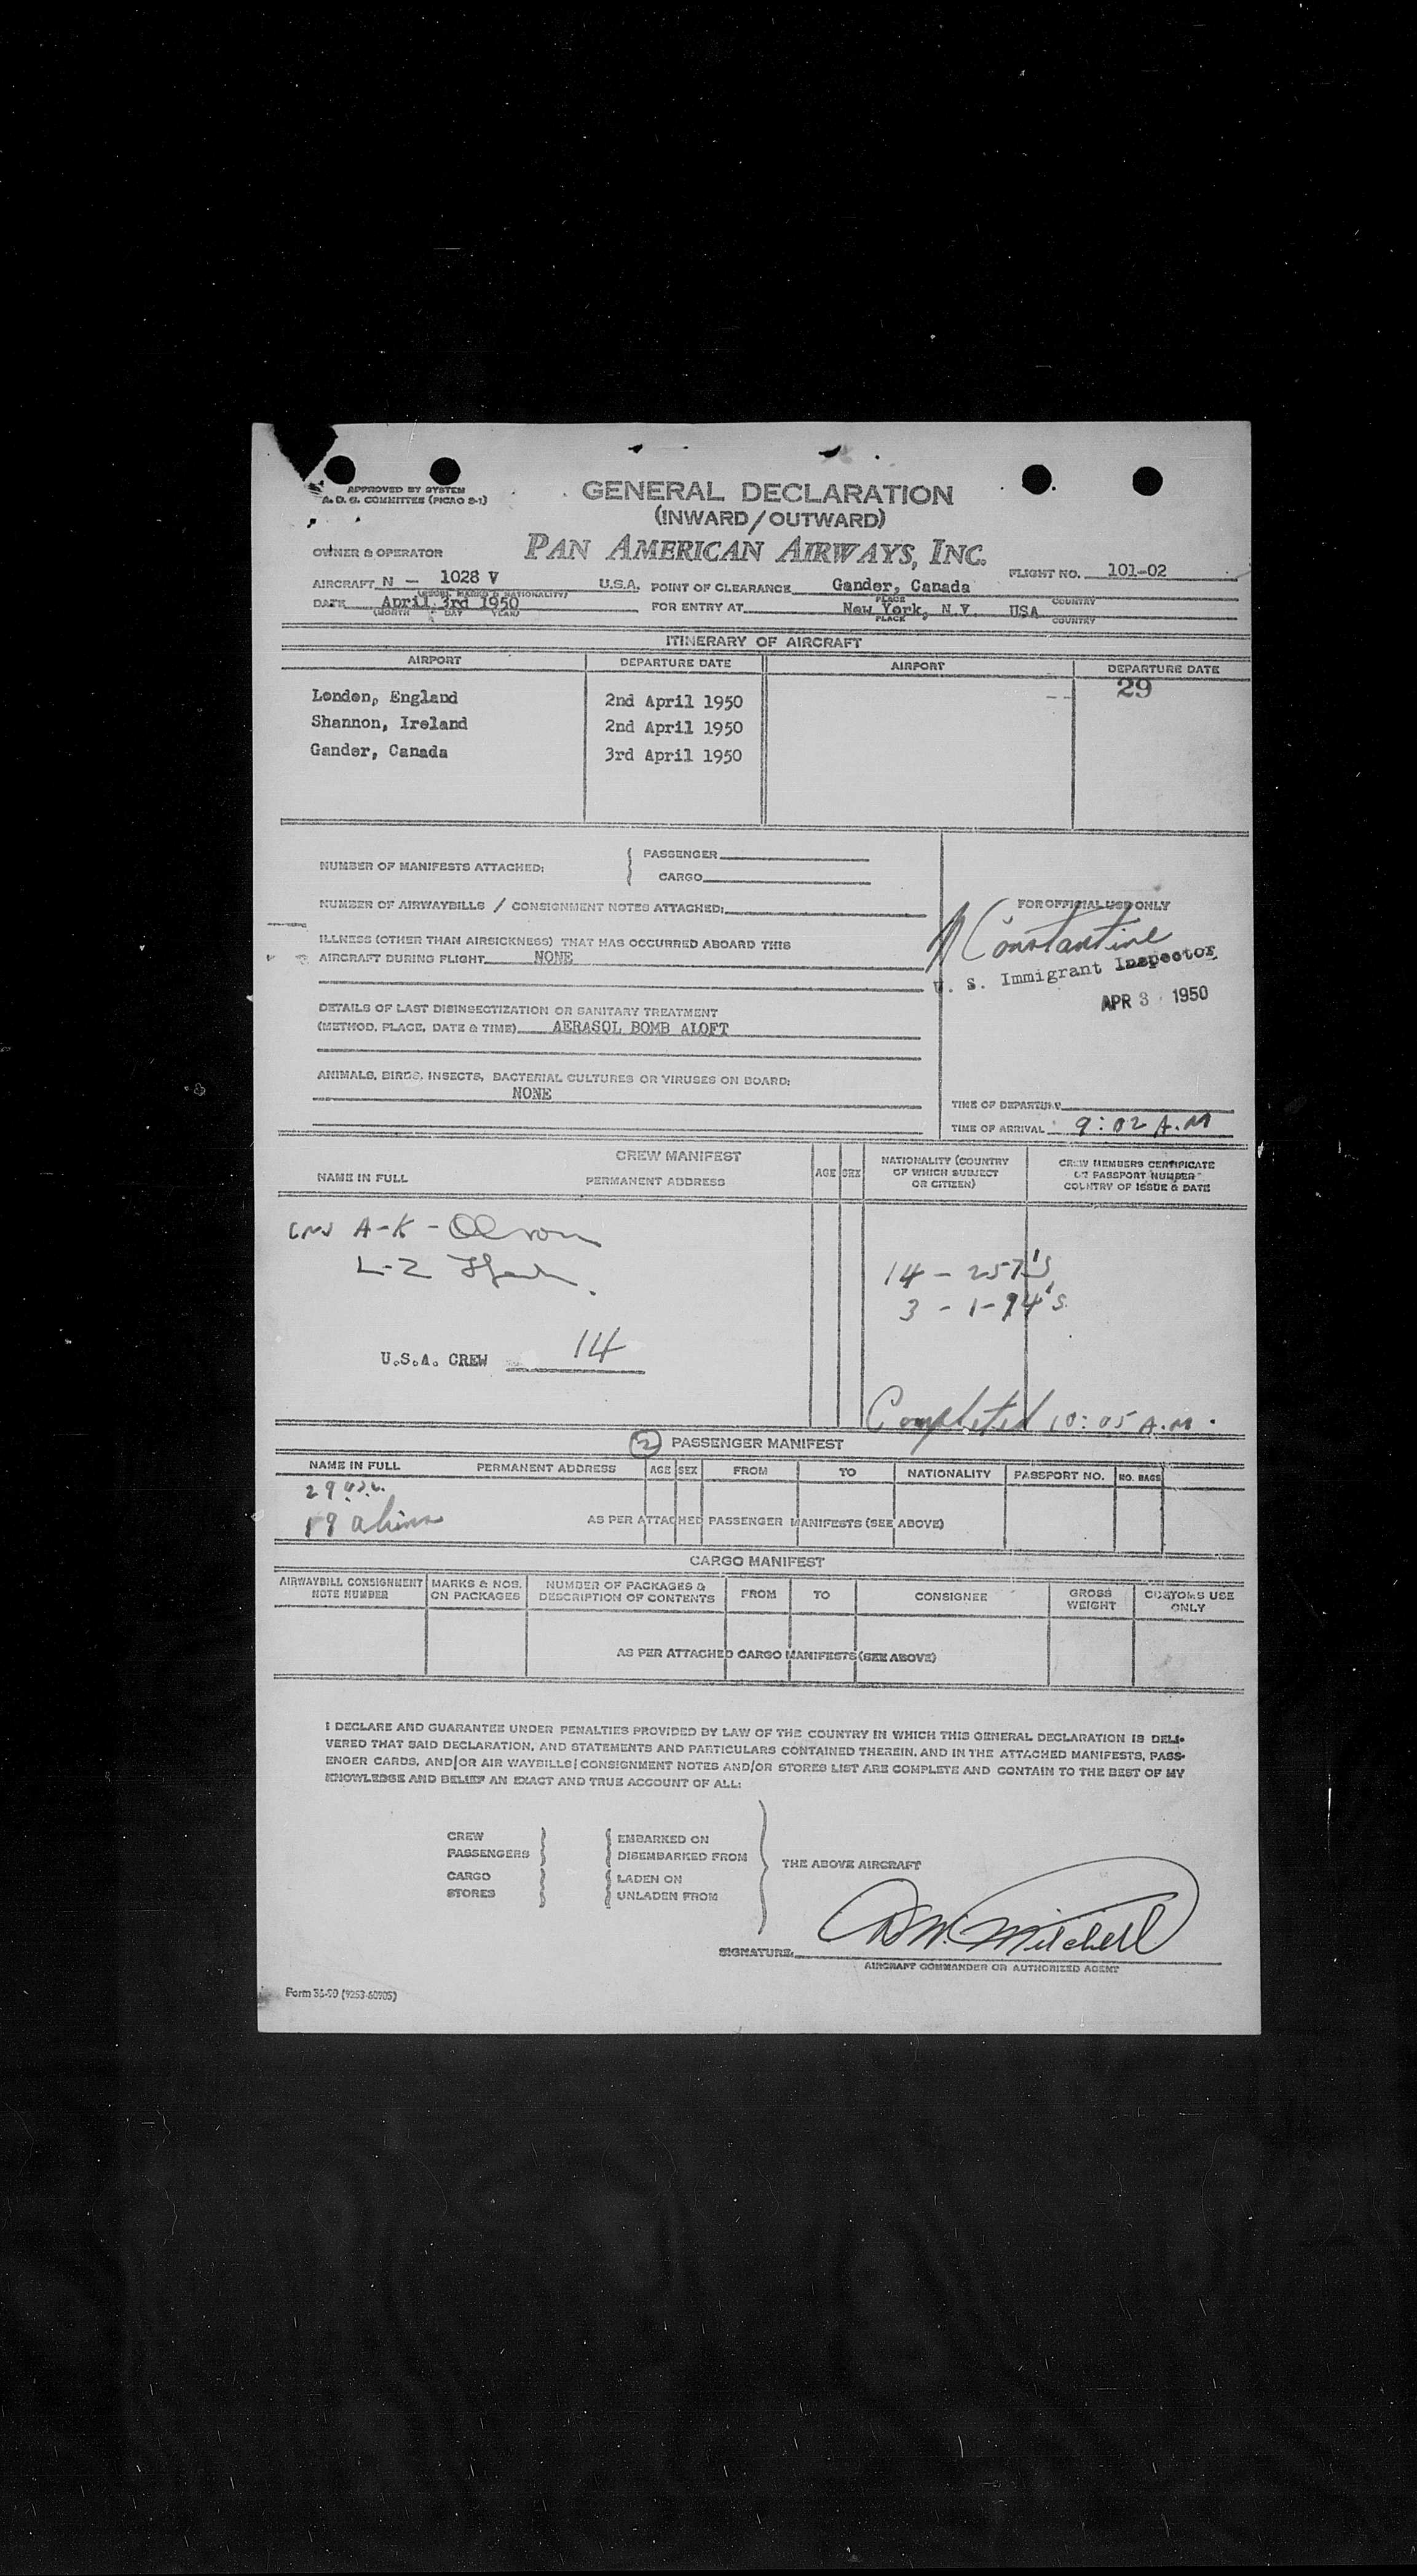 APPROVED BY SYSTEM
A. D. S. COMMITTEE (PICAO S-1)
GENERAL DECLARATION
(INWARD/OUTWARD)
OWNER & OPERATOR
PAN AMERICAN AIRWAYS, INC.
AIRCRAFT N — 1028 V U.S.A. POINT OF CLEARANCE Gander, Canada FLIGHT NO. 101-02
PLACE COUNTRY
DATE April 3rd 1950 FOR ENTRY AT New York, N.Y. USA
(MONTH DAY YEAR) PLACE COUNTRY
ITINERARY OF AIRCRAFT
AIRPORT DEPARTURE DATE AIRPORT DEPARTURE DATE
29
London, England 2nd April 1950
Shannon, Ireland 2nd April 1950
Gander, Canada 3rd April 1950
NUMBER OF MANIFESTS ATTACHED: PASSENGER
CARGO
NUMBER OF AIRWAYBILLS / CONSIGNMENT NOTES ATTACHED:
FOR OFFICIAL USE ONLY
Constantine
U. S. Immigrant Inspector
APR 3 1950
ILLNESS (OTHER THAN AIRSICKNESS) THAT HAS OCCURRED ABOARD THIS
AIRCRAFT DURING FLIGHT NONE
DETAILS OF LAST DISINSECTIZATION OR SANITARY TREATMENT
(METHOD, PLACE, DATE & TIME) AERASOL BOMB ALOFT
ANIMALS, BIRDS, INSECTS, BACTERIAL CULTURES OR VIRUSES ON BOARD:
NONE
TIME OF DEPARTURE
TIME OF ARRIVAL 9:02 A.M
CREW MANIFEST
NAME IN FULL PERMANENT ADDRESS AGE SEX NATIONALITY (COUNTRY OF WHICH SUBJECT OR CITIZEN) CREW MEMBERS CERTIFICATE OR PASSPORT NUMBER COUNTRY OF ISSUE & DATE
A-K- Olson
L-Z
14 - 257's
3 - 1-94's
U.S.A. CREW 14
Completed 10:05 A.M.
2 PASSENGER MANIFEST
NAME IN FULL PERMANENT ADDRESS AGE SEX FROM TO NATIONALITY PASSPORT NO. NO. BAGS
29
19 aliens
AS PER ATTACHED PASSENGER MANIFESTS (SEE ABOVE)
CARGO MANIFEST
AIRWAYBILL CONSIGNMENT NOTE NUMBER MARKS & NOS. ON PACKAGES NUMBER OF PACKAGES & DESCRIPTION OF CONTENTS FROM TO CONSIGNEE GROSS WEIGHT CUSTOMS USE ONLY
AS PER ATTACHED CARGO MANIFESTS (SEE ABOVE)
I DECLARE AND GUARANTEE UNDER PENALTIES PROVIDED BY LAW OF THE COUNTRY IN WHICH THIS GENERAL DECLARATION IS DELI-
VERED THAT SAID DECLARATION, AND STATEMENTS AND PARTICULARS CONTAINED THEREIN, AND IN THE ATTACHED MANIFESTS, PASS-
ENGER CARDS, AND/OR AIR WAYBILLS/CONSIGNMENT NOTES AND/OR STORES LIST ARE COMPLETE AND CONTAIN TO THE BEST OF MY
KNOWLEDGE AND BELIEF AN EXACT AND TRUE ACCOUNT OF ALL:
CREW EMBARKED ON
PASSENGERS DISEMBARKED FROM
THE ABOVE AIRCRAFT
CARGO LADEN ON
STORES UNLADEN FROM
SIGNATURE: Mitchell
AIRCRAFT COMMANDER OR AUTHORIZED AGENT
Form 36-90 (9253-60905)